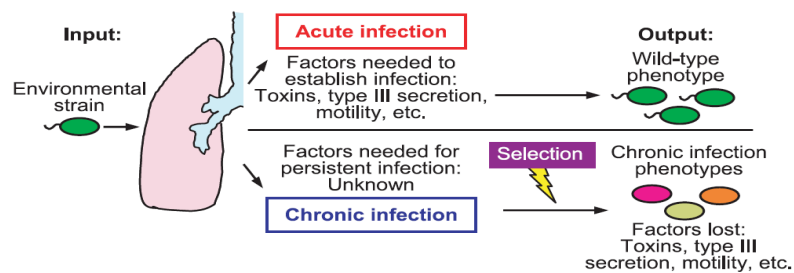 Input:
Environmental
strain
Acute infection
Factors needed to
establish infection:
Toxins, type III secretion,
motility, etc.
Output:
Wild-type
phenotype
Factors needed for
persistent infection:
Unknown
Chronic infection
Selection
Chronic infection
phenotypes
Factors lost:
Toxins, type III
secretion, motility, etc.